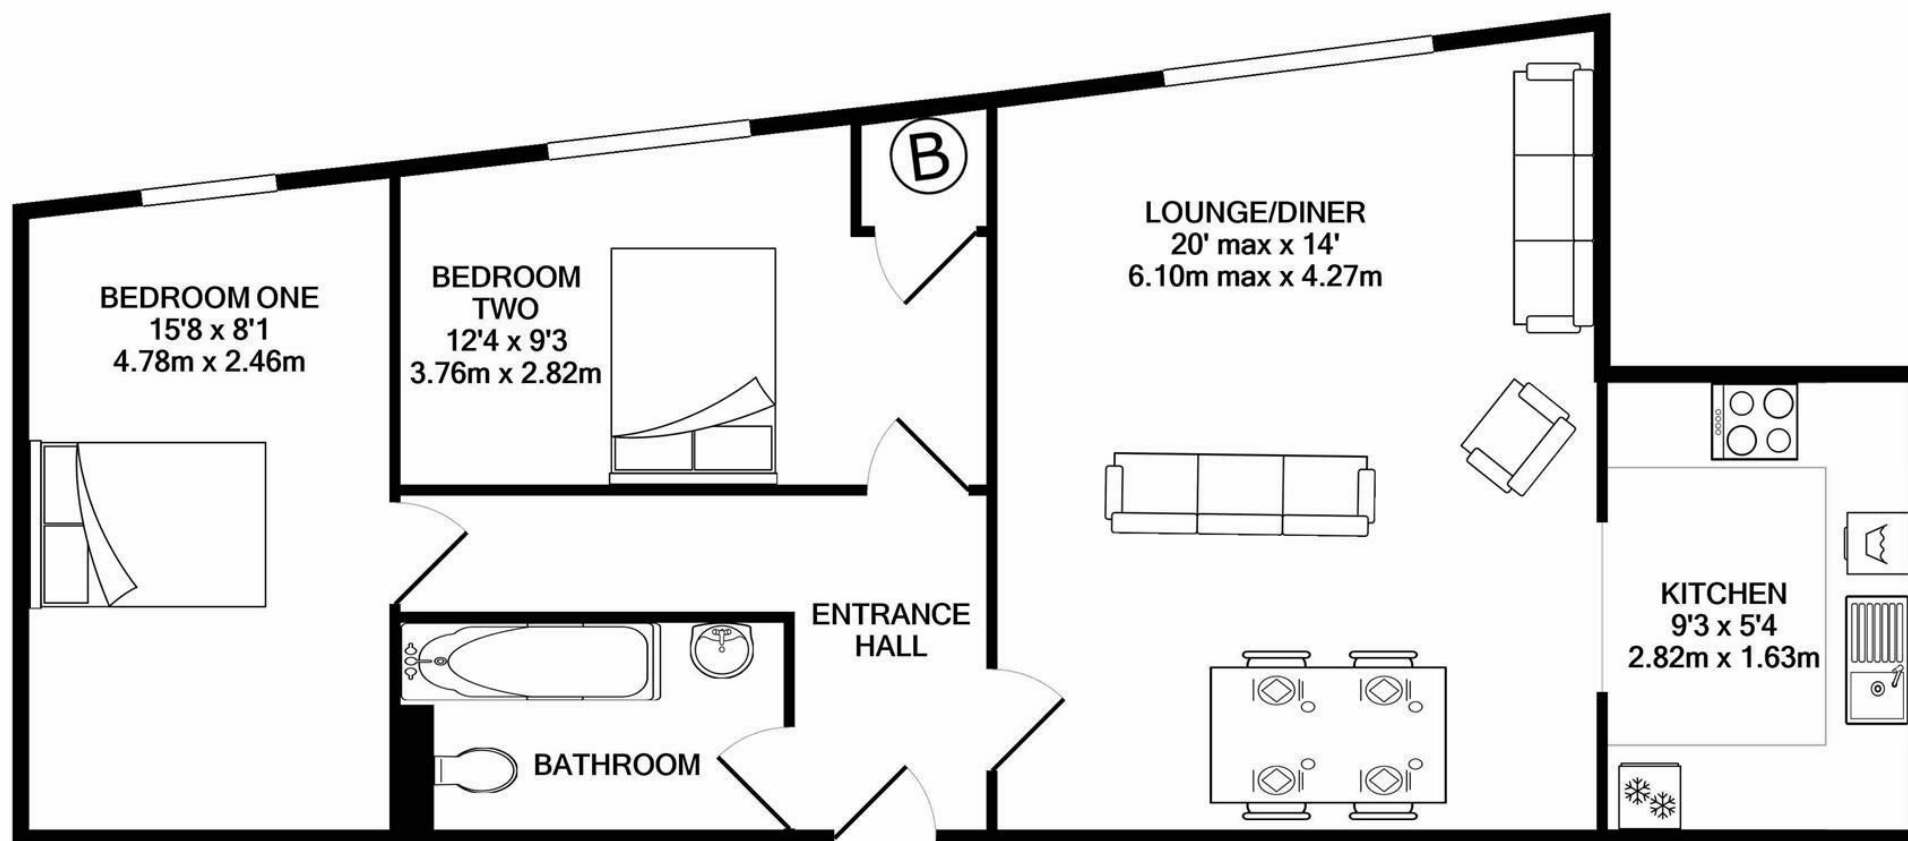 B
LOUNGE/DINER
20' max x 14'
6.10m max x 4.27m
BEDROOM ONE
15'8 x 8'1
4.78m x 2.46m
BEDROOM
TWO
12'4 x 9'3
3.76m x 2.82m
ENTRANCE
HALL
KITCHEN
9'3 x 5'4
2.82m x 1.63m
BATHROOM